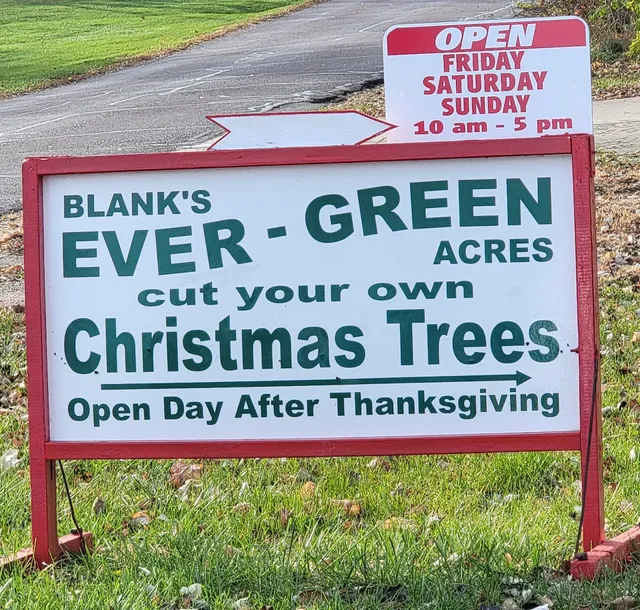 OPEN
FRIDAY
SATURDAY
SUNDAY
10 am - 5 pm
BLANK'S
EVER - GREEN
ACRES
cut your own
Christmas Trees
Open Day After Thanksgiving